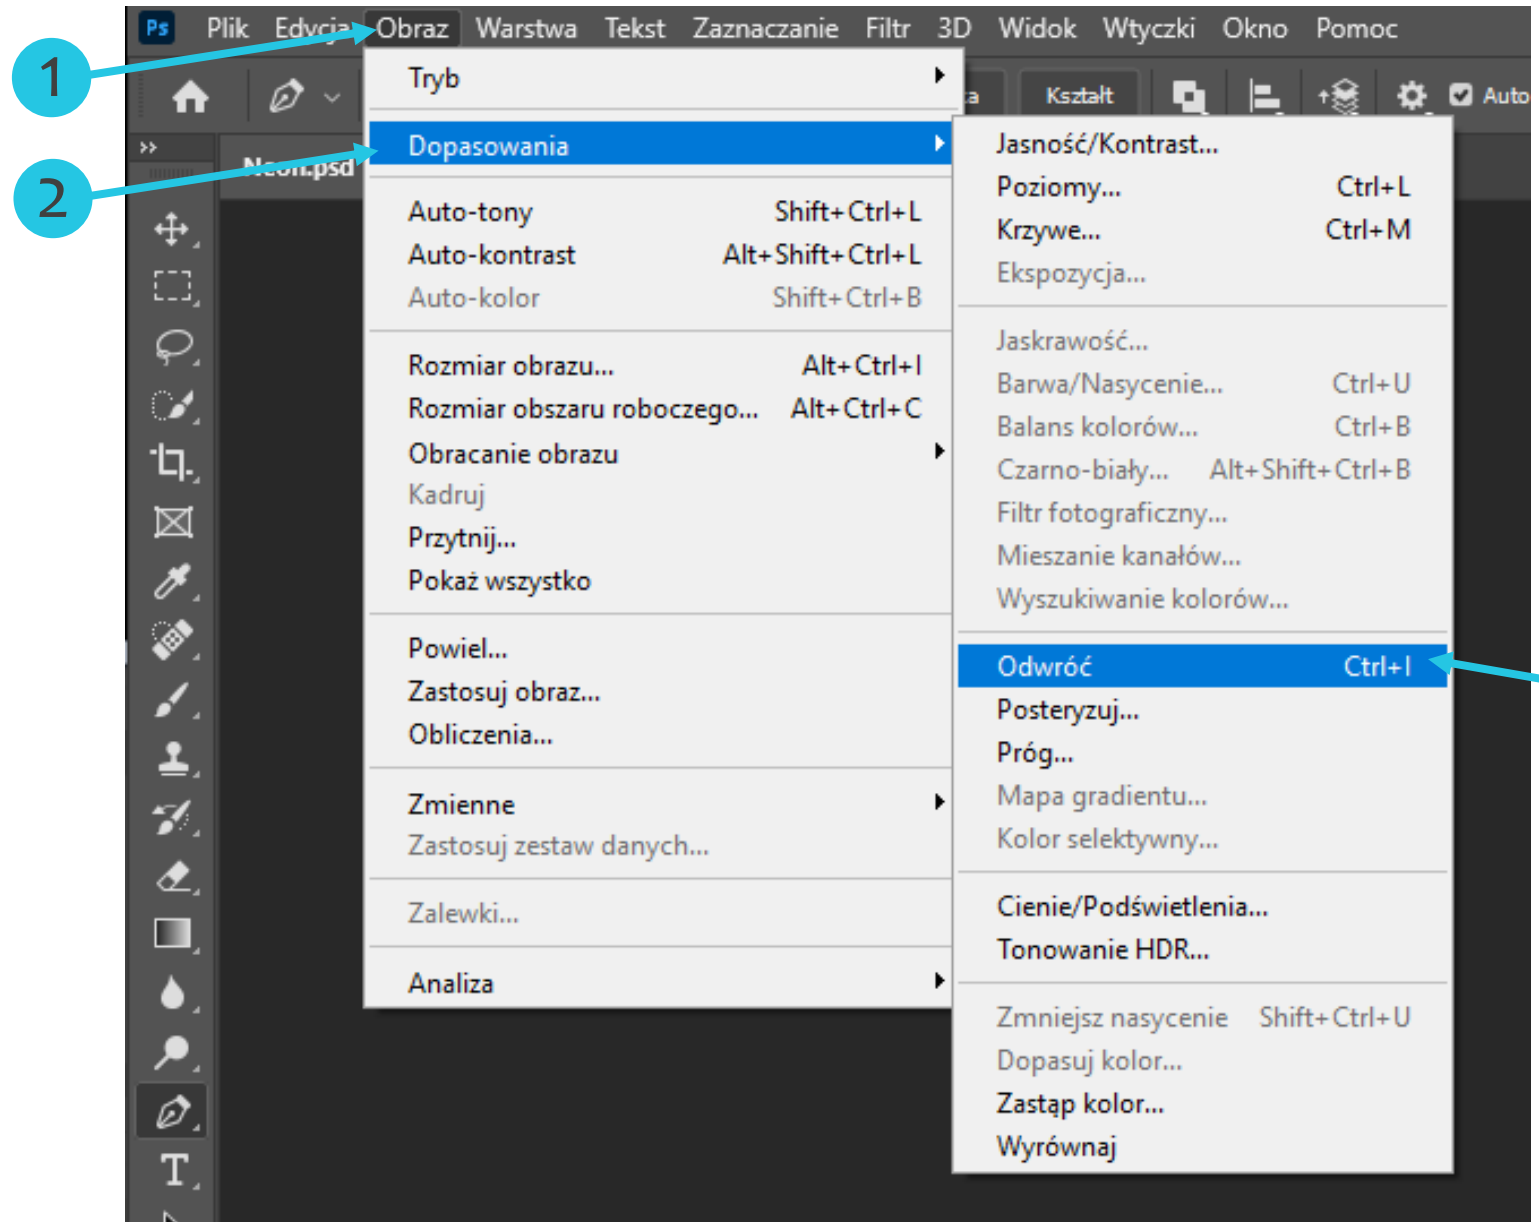 Ps Plik Edycja Obraz Warstwa Tekst Zaznaczanie Filtr 3D Widok Wtyczki Okno Pomoc
1
Kształt Auto
Neon.psd
2
Tryb
Dopasowania
Auto-tony Shift+Ctrl+L
Auto-kontrast Alt+Shift+Ctrl+L
Auto-kolor Shift+Ctrl+B
Rozmiar obrazu... Alt+Ctrl+I
Rozmiar obszaru roboczego... Alt+Ctrl+C
Obracanie obrazu
Kadruj
Przytnij...
Pokaż wszystko
Powiel...
Zastosuj obraz...
Obliczenia...
Zmienne
Zastosuj zestaw danych...
Zalewki...
Analiza
Jasność/Kontrast...
Poziomy... Ctrl+L
Krzywe... Ctrl+M
Ekspozycja...
Jaskrawość...
Barwa/Nasycenie... Ctrl+U
Balans kolorów... Ctrl+B
Czarno-biały... Alt+Shift+Ctrl+B
Filtr fotograficzny...
Mieszanie kanałów...
Wyszukiwanie kolorów...
Odwróć Ctrl+I
Posteryzuj...
Próg...
Mapa gradientu...
Kolor selektywny...
Cienie/Podświetlenia...
Tonowanie HDR...
Zmniejsz nasycenie Shift+Ctrl+U
Dopasuj kolor...
Zastąp kolor...
Wyrównaj